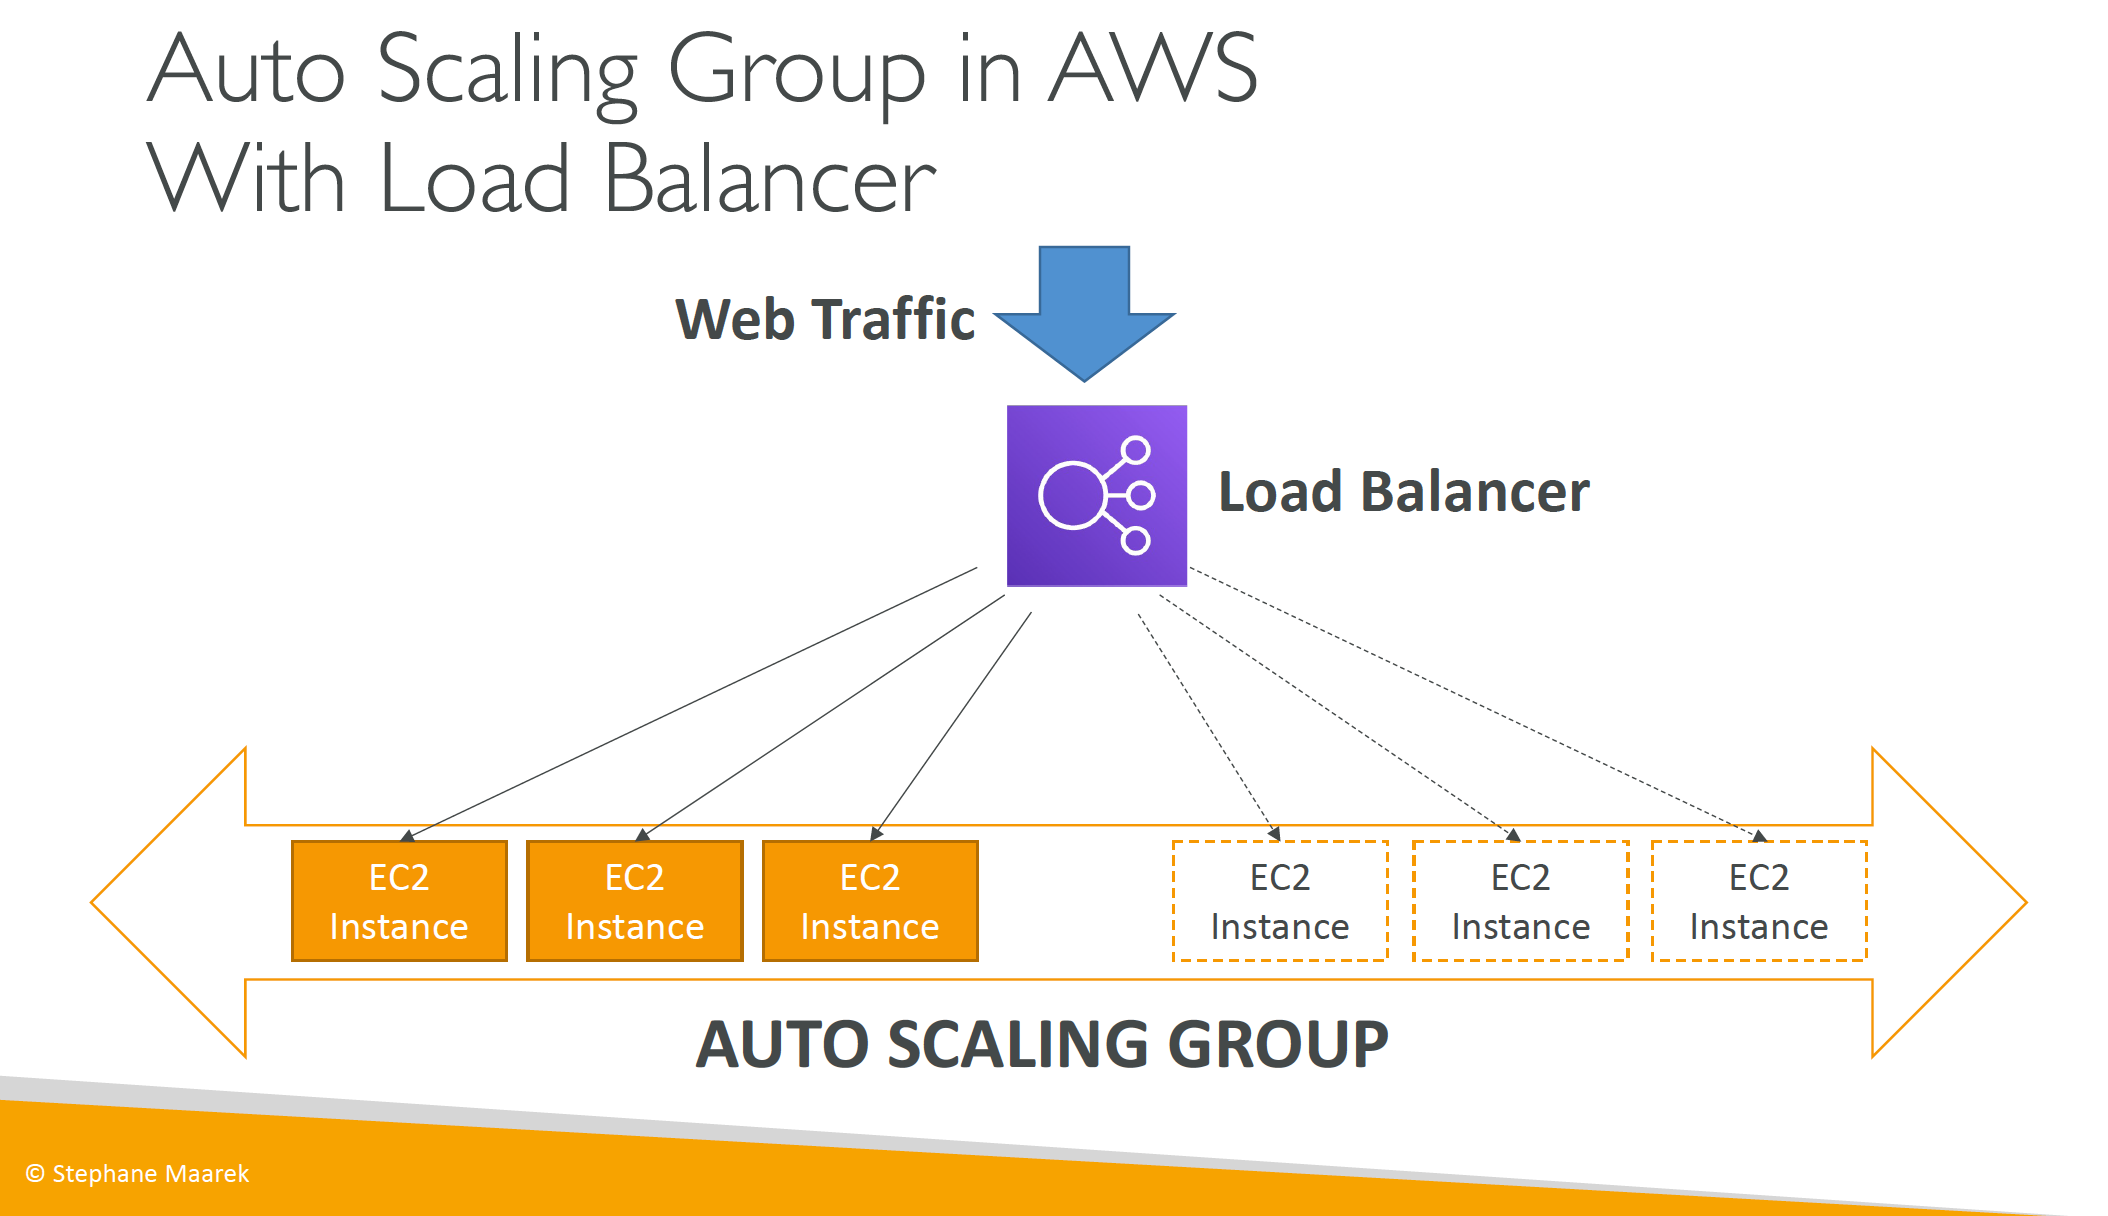 Auto Scaling Group in AWS
With Load Balancer
Web Traffic
Load Balancer
EC2
Instance
EC2
Instance
EC2
Instance
EC2
Instance
EC2
Instance
EC2
Instance
AUTO SCALING GROUP
© Stephane Maarek